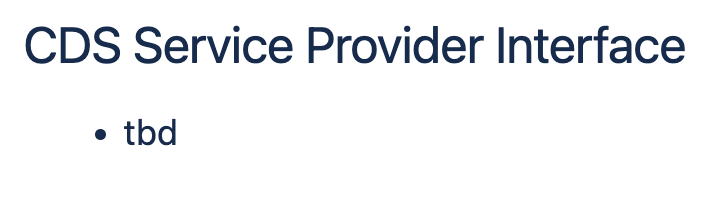 CDS Service Provider Interface
• tbd